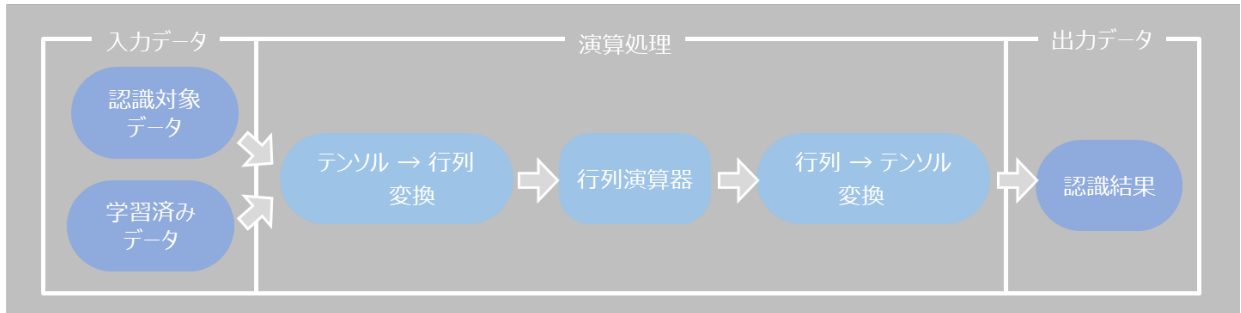 入力データ
演算処理
出力データ
認識対象
データ
学習済み
データ
テンソル → 行列
変換
行列演算器
行列 → テンソル
変換
認識結果